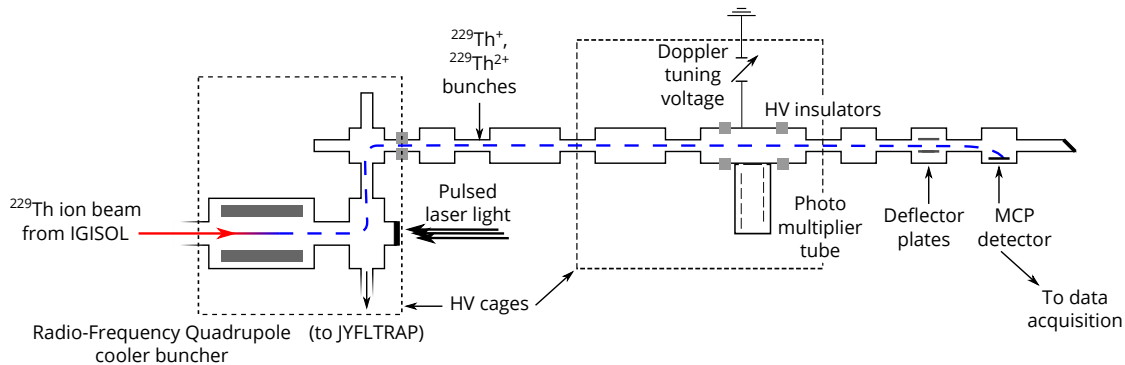 ²²⁹Th⁺,
²²⁹Th²⁺
bunches
Doppler
tuning
voltage
HV insulators
²²⁹Th ion beam
from IGISOL
Pulsed
laser light
Photo
multiplier
tube
Deflector
plates
MCP
detector
HV cages
To data
acquisition
Radio-Frequency Quadrupole
cooler buncher
(to JYFLTRAP)